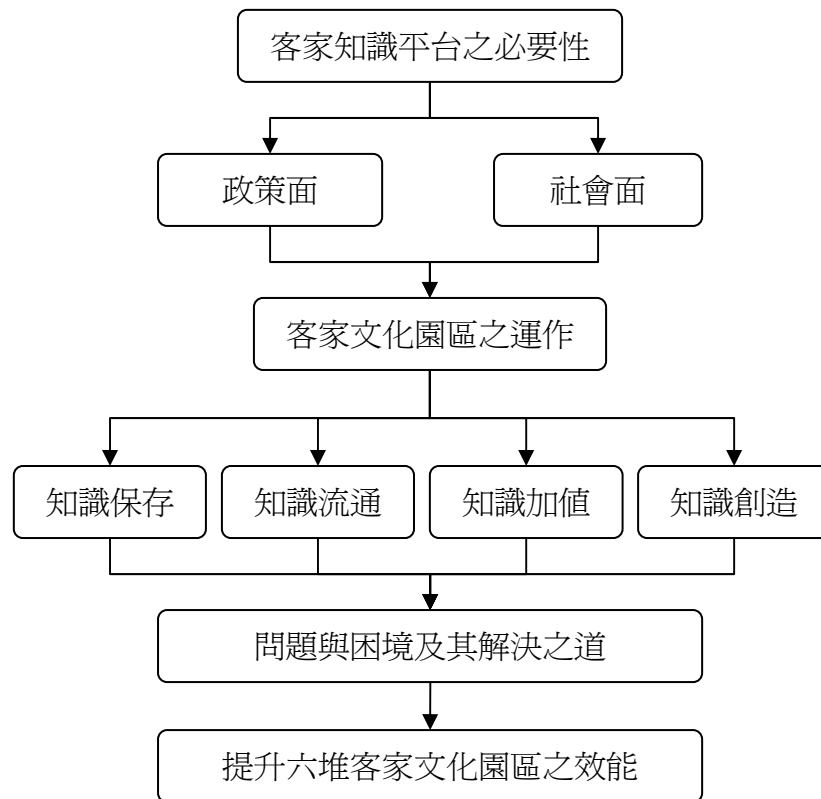 客家知識平台之必要性
政策面
社會面
客家文化園區之運作
知識保存
知識流通
知識加值
知識創造
問題與困境及其解決之道
提升六堆客家文化園區之效能